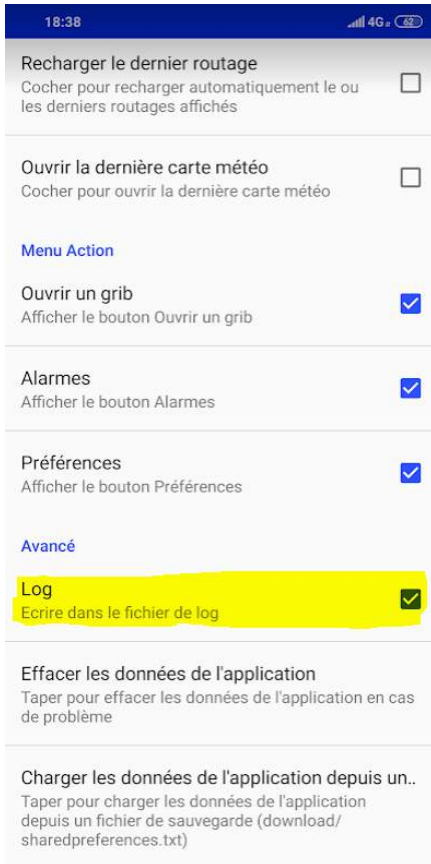 18:38 4G 62
Recharger le dernier routage
Cocher pour recharger automatiquement le ou
les derniers routages affichés
Ouvrir la dernière carte météo
Cocher pour ouvrir la dernière carte météo
Menu Action
Ouvrir un grib
Afficher le bouton Ouvrir un grib
Alarmes
Afficher le bouton Alarmes
Préférences
Afficher le bouton Préférences
Avancé
Log
Ecrire dans le fichier de log
Effacer les données de l'application
Taper pour effacer les données de l'application en cas
de problème
Charger les données de l'application depuis un..
Taper pour charger les données de l'application
depuis un fichier de sauvegarde (download/
sharedpreferences.txt)